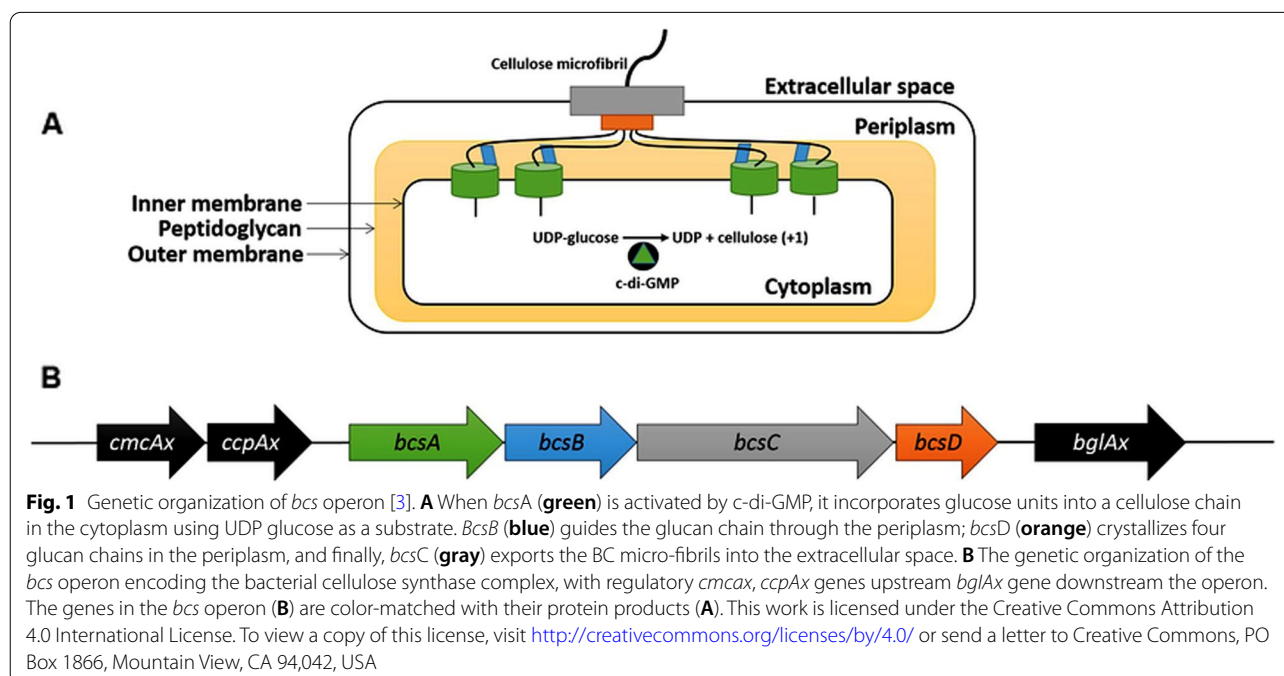 A
Cellulose microfibril
Extracellular space
Periplasm
Inner membrane
Peptidoglycan
Outer membrane
UDP-glucose
UDP + cellulose (+1)
c-di-GMP
Cytoplasm
B
cmcAx
ccpAx
bcsA
bcsB
bcsC
bcsD
bglAx
Fig. 1 Genetic organization of bcs operon [3]. A When bcsA (green) is activated by c-di-GMP, it incorporates glucose units into a cellulose chain
in the cytoplasm using UDP glucose as a substrate. BcsB (blue) guides the glucan chain through the periplasm; bcsD (orange) crystallizes four
glucan chains in the periplasm, and finally, bcsC (gray) exports the BC micro-fibrils into the extracellular space. B The genetic organization of the
bcs operon encoding the bacterial cellulose synthase complex, with regulatory cmcax, ccpAx genes upstream bglAx gene downstream the operon.
The genes in the bcs operon (B) are color-matched with their protein products (A). This work is licensed under the Creative Commons Attribution
4.0 International License. To view a copy of this license, visit http://creativecommons.org/licenses/by/4.0/ or send a letter to Creative Commons, PO
Box 1866, Mountain View, CA 94,042, USA